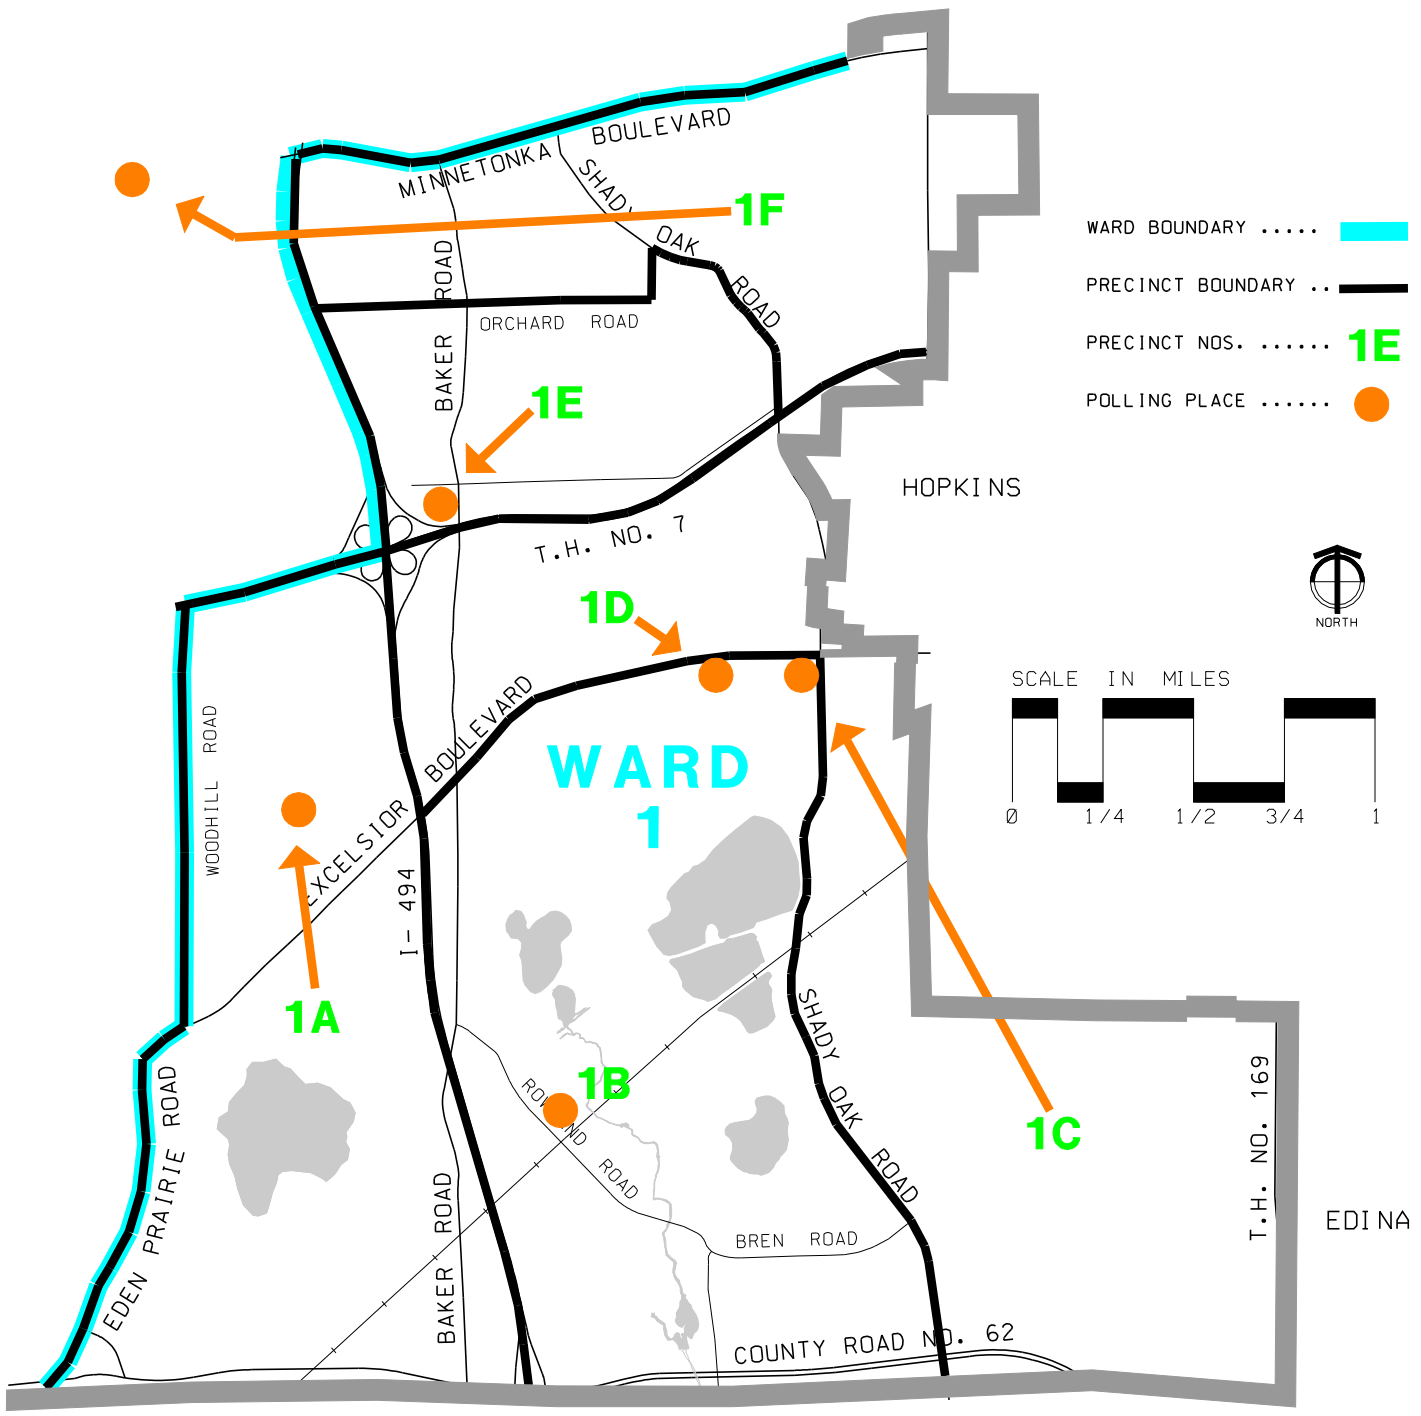 MINNETONKA BOULEVARD
SHADY OAK ROAD
1F
BAKER ROAD
ORCHARD ROAD
1E
WARD BOUNDARY .....
PRECINCT BOUNDARY ..
PRECINCT NOS. ...... 1E
POLLING PLACE ......
HOPKINS
T.H. NO. 7
1D
NORTH
SCALE IN MILES
0 1/4 1/2 3/4 1
WOODHILL ROAD
EXCELSIOR BOULEVARD
WARD
1
I-494
1A
SHADY OAK ROAD
1B
ROWLAND ROAD
1C
T.H. NO. 169
EDINA
EDEN PRAIRIE ROAD
BAKER ROAD
BREN ROAD
COUNTY ROAD NO. 62